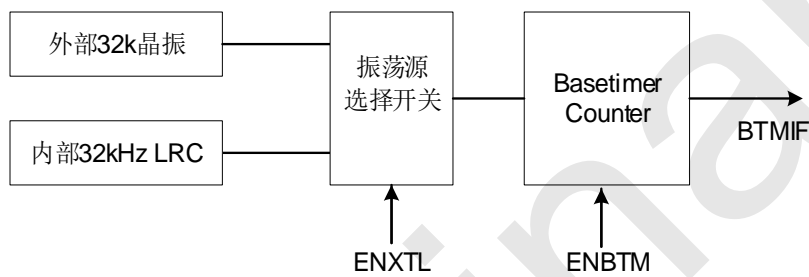 外部32k晶振
内部32kHz LRC
振荡源
选择开关
Basetimer
Counter
BTMIF
ENXTL
ENBTM